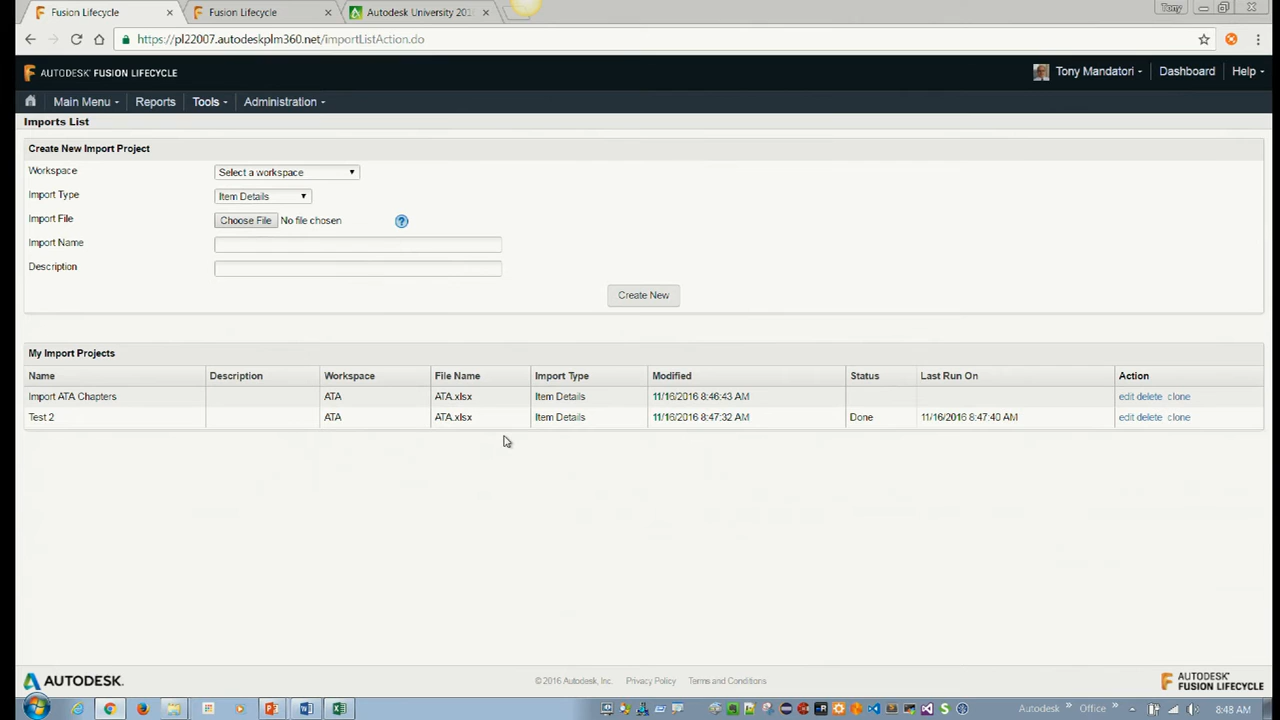 Fusion Lifecycle × Fusion Lifecycle × Autodesk University 201 × Tony
https://pl22007.autodeskplm360.net/importListAction.do
AUTODESK® FUSION LIFECYCLE Tony Mandatori Dashboard Help
Main Menu Reports Tools Administration
Imports List
Create New Import Project
Workspace Select a workspace
Import Type Item Details
Import File Choose File No file chosen ?
Import Name
Description
Create New
My Import Projects
Name Description Workspace File Name Import Type Modified Status Last Run On Action
Import ATA Chapters ATA ATA.xlsx Item Details 11/16/2016 8:46:43 AM edit delete clone
Test 2 ATA ATA.xlsx Item Details 11/16/2016 8:47:32 AM Done 11/16/2016 8:47:40 AM edit delete clone
AUTODESK. © 2016 Autodesk, Inc. Privacy Policy Terms and Conditions AUTODESK® FUSION LIFECYCLE
Autodesk » Office » 8:48 AM